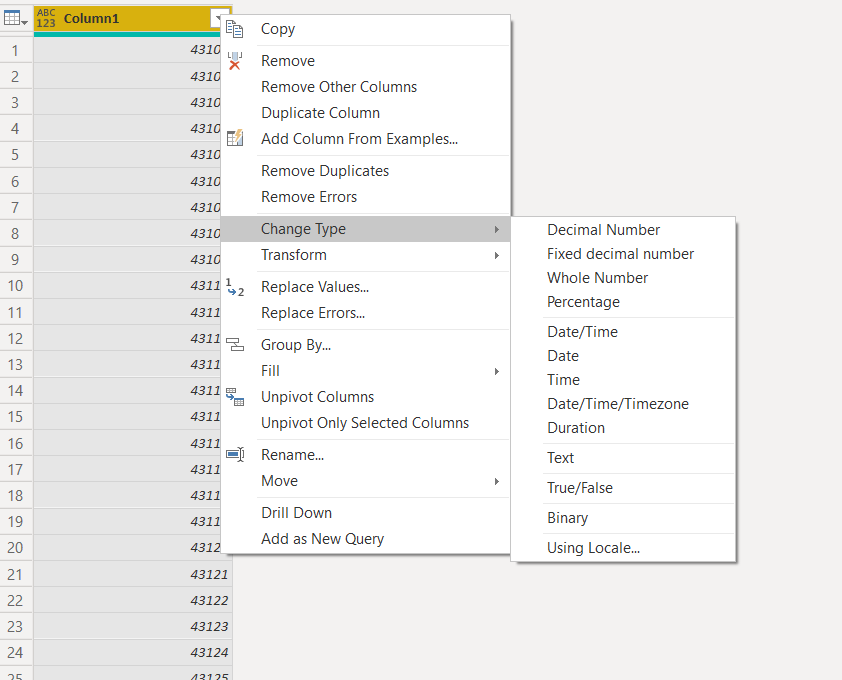 ABC
123 Column1
1 4310
2 4310
3 4310
4 4310
5 4310
6 4310
7 4310
8 4310
9 4310
10 4311
11 4311
12 4311
13 4311
14 4311
15 4311
16 4311
17 4311
18 4311
19 4311
20 4312
21 43121
22 43122
23 43123
24 43124
25 43125
Copy
Remove
Remove Other Columns
Duplicate Column
Add Column From Examples...
Remove Duplicates
Remove Errors
Change Type
Transform
1
2
Replace Values...
Replace Errors...
Group By...
Fill
Unpivot Columns
Unpivot Only Selected Columns
Rename...
Move
Drill Down
Add as New Query
Decimal Number
Fixed decimal number
Whole Number
Percentage
Date/Time
Date
Time
Date/Time/Timezone
Duration
Text
True/False
Binary
Using Locale...